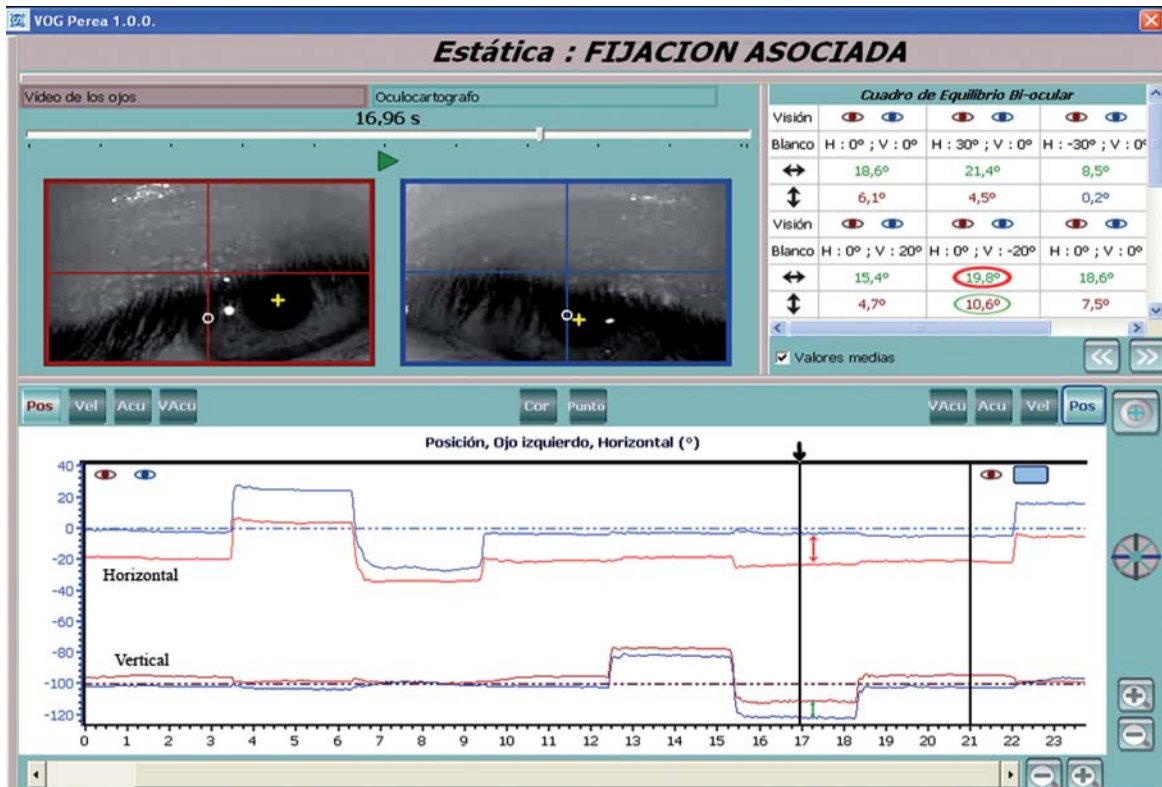 VOG Perea 1.0.0.
Estática : FIJACION ASOCIADA
Vídeo de los ojos
Oculocartografo
16,96 s
Cuadro de Equilibrio Bi-ocular
Visión
Blanco H : 0º ; V : 0º H : 30º ; V : 0º H : -30º ; V : 0º
18,6º 21,4º 8,5º
6,1º 4,5º 0,2º
Visión
Blanco H : 0º ; V : 20º H : 0º ; V : -20º H : 0º ; V : 0º
15,4º 19,8º 18,6º
4,7º 10,6º 7,5º
Valores medias
Pos Vel Acu VAcu Cor Punto VAcu Acu Vel Pos
Posición, Ojo izquierdo, Horizontal (°)
40
20
0
-20
Horizontal
-40
-60
-80
Vertical
-100
-120
0 1 2 3 4 5 6 7 8 9 10 11 12 13 14 15 16 17 18 19 20 21 22 23